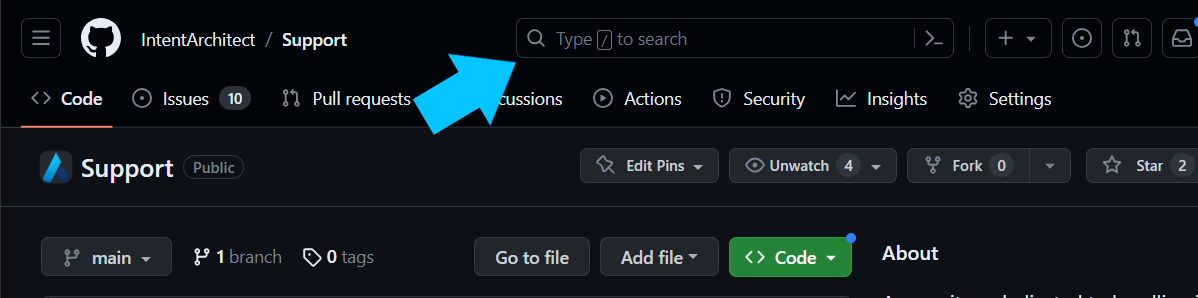 IntentArchitect / Support Type / to search
Code Issues 10 Pull requests cussions Actions Security Insights Settings
Support Public Edit Pins Unwatch 4 Fork 0 Star 2
main 1 branch 0 tags Go to file Add file Code About